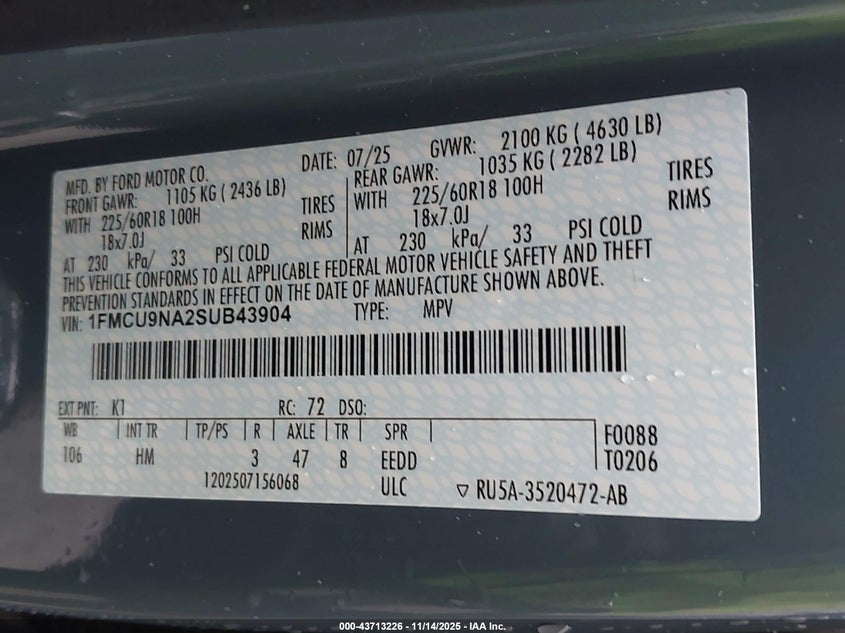 MFD. BY FORD MOTOR CO.
DATE: 07/25
GVWR: 2100 KG ( 4630 LB)
FRONT GAWR: 1105 KG ( 2436 LB)
WITH 225/60R18 100H TIRES
18x7.0J RIMS
AT 230 kPa/ 33 PSI COLD
REAR GAWR: 1035 KG ( 2282 LB)
WITH 225/60R18 100H TIRES
18x7.0J RIMS
AT 230 kPa/ 33 PSI COLD
THIS VEHICLE CONFORMS TO ALL APPLICABLE FEDERAL MOTOR VEHICLE SAFETY AND THEFT
PREVENTION STANDARDS IN EFFECT ON THE DATE OF MANUFACTURE SHOWN ABOVE.
VIN: 1FMCU9NA2SUB43904 TYPE: MPV
EXT PNT: K1 RC: 72 DSO:
WB INT TR TP/PS R AXLE TR SPR
106 HM 3 47 8 EEDD
F0088
T0206
1202507156068 ULC RU5A-3520472-AB
000-43713226 - 11/14/2025 - IAA Inc.